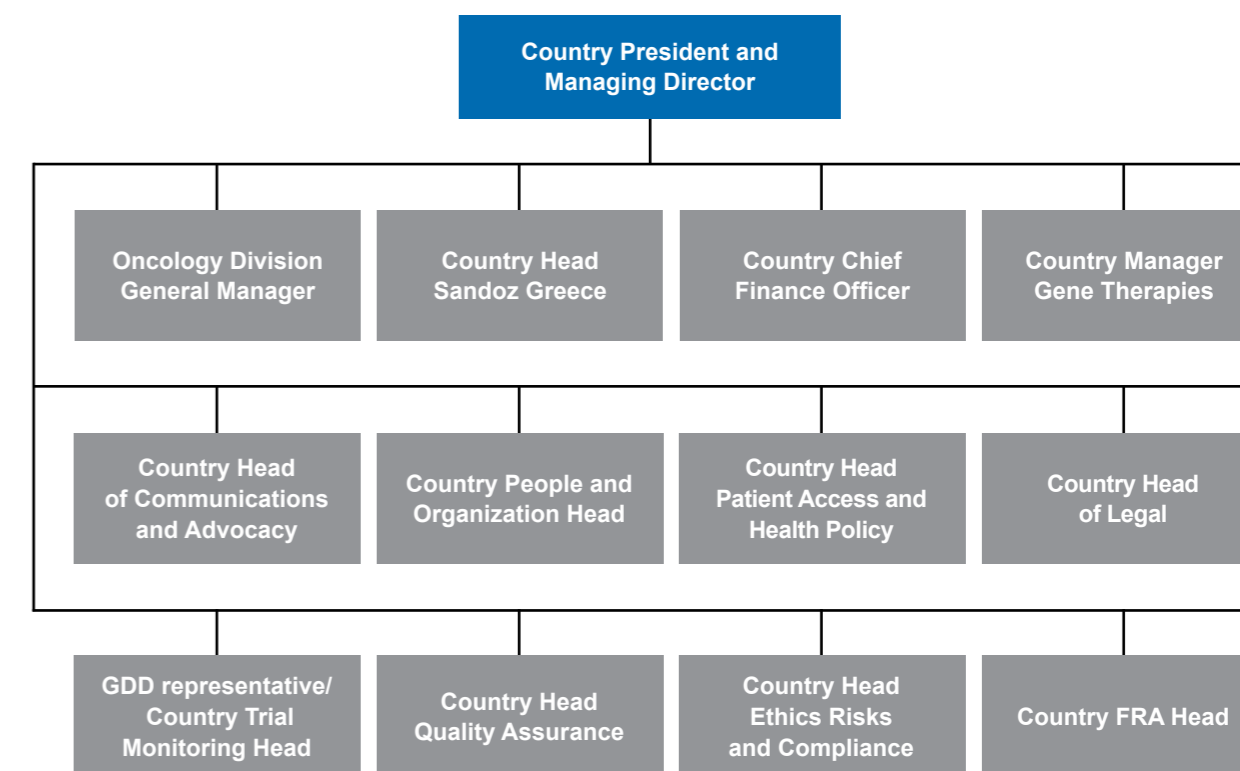 Country President and
Managing Director
Oncology Division
General Manager
Country Head
Sandoz Greece
Country Chief
Finance Officer
Country Manager
Gene Therapies
Country Head
of Communications
and Advocacy
Country People and
Organization Head
Country Head
Patient Access and
Health Policy
Country Head
of Legal
GDD representative/
Country Trial
Monitoring Head
Country Head
Quality Assurance
Country Head
Ethics Risks
and Compliance
Country FRA Head